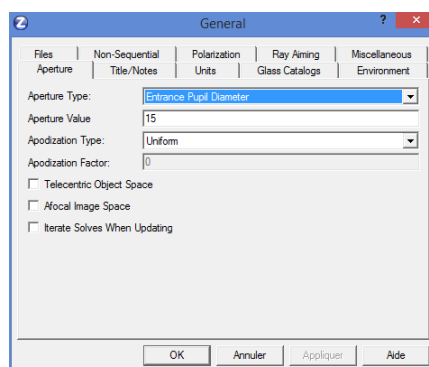 General
Files Non-Sequential Polarization Ray Aiming Miscellaneous
Aperture Title/Notes Units Glass Catalogs Environment
Aperture Type: Entrance Pupil Diameter
Aperture Value 15
Apodization Type: Uniform
Apodization Factor: 0
Telecentric Object Space
Afocal Image Space
Iterate Solves When Updating
OK Annuler Appliquer Aide